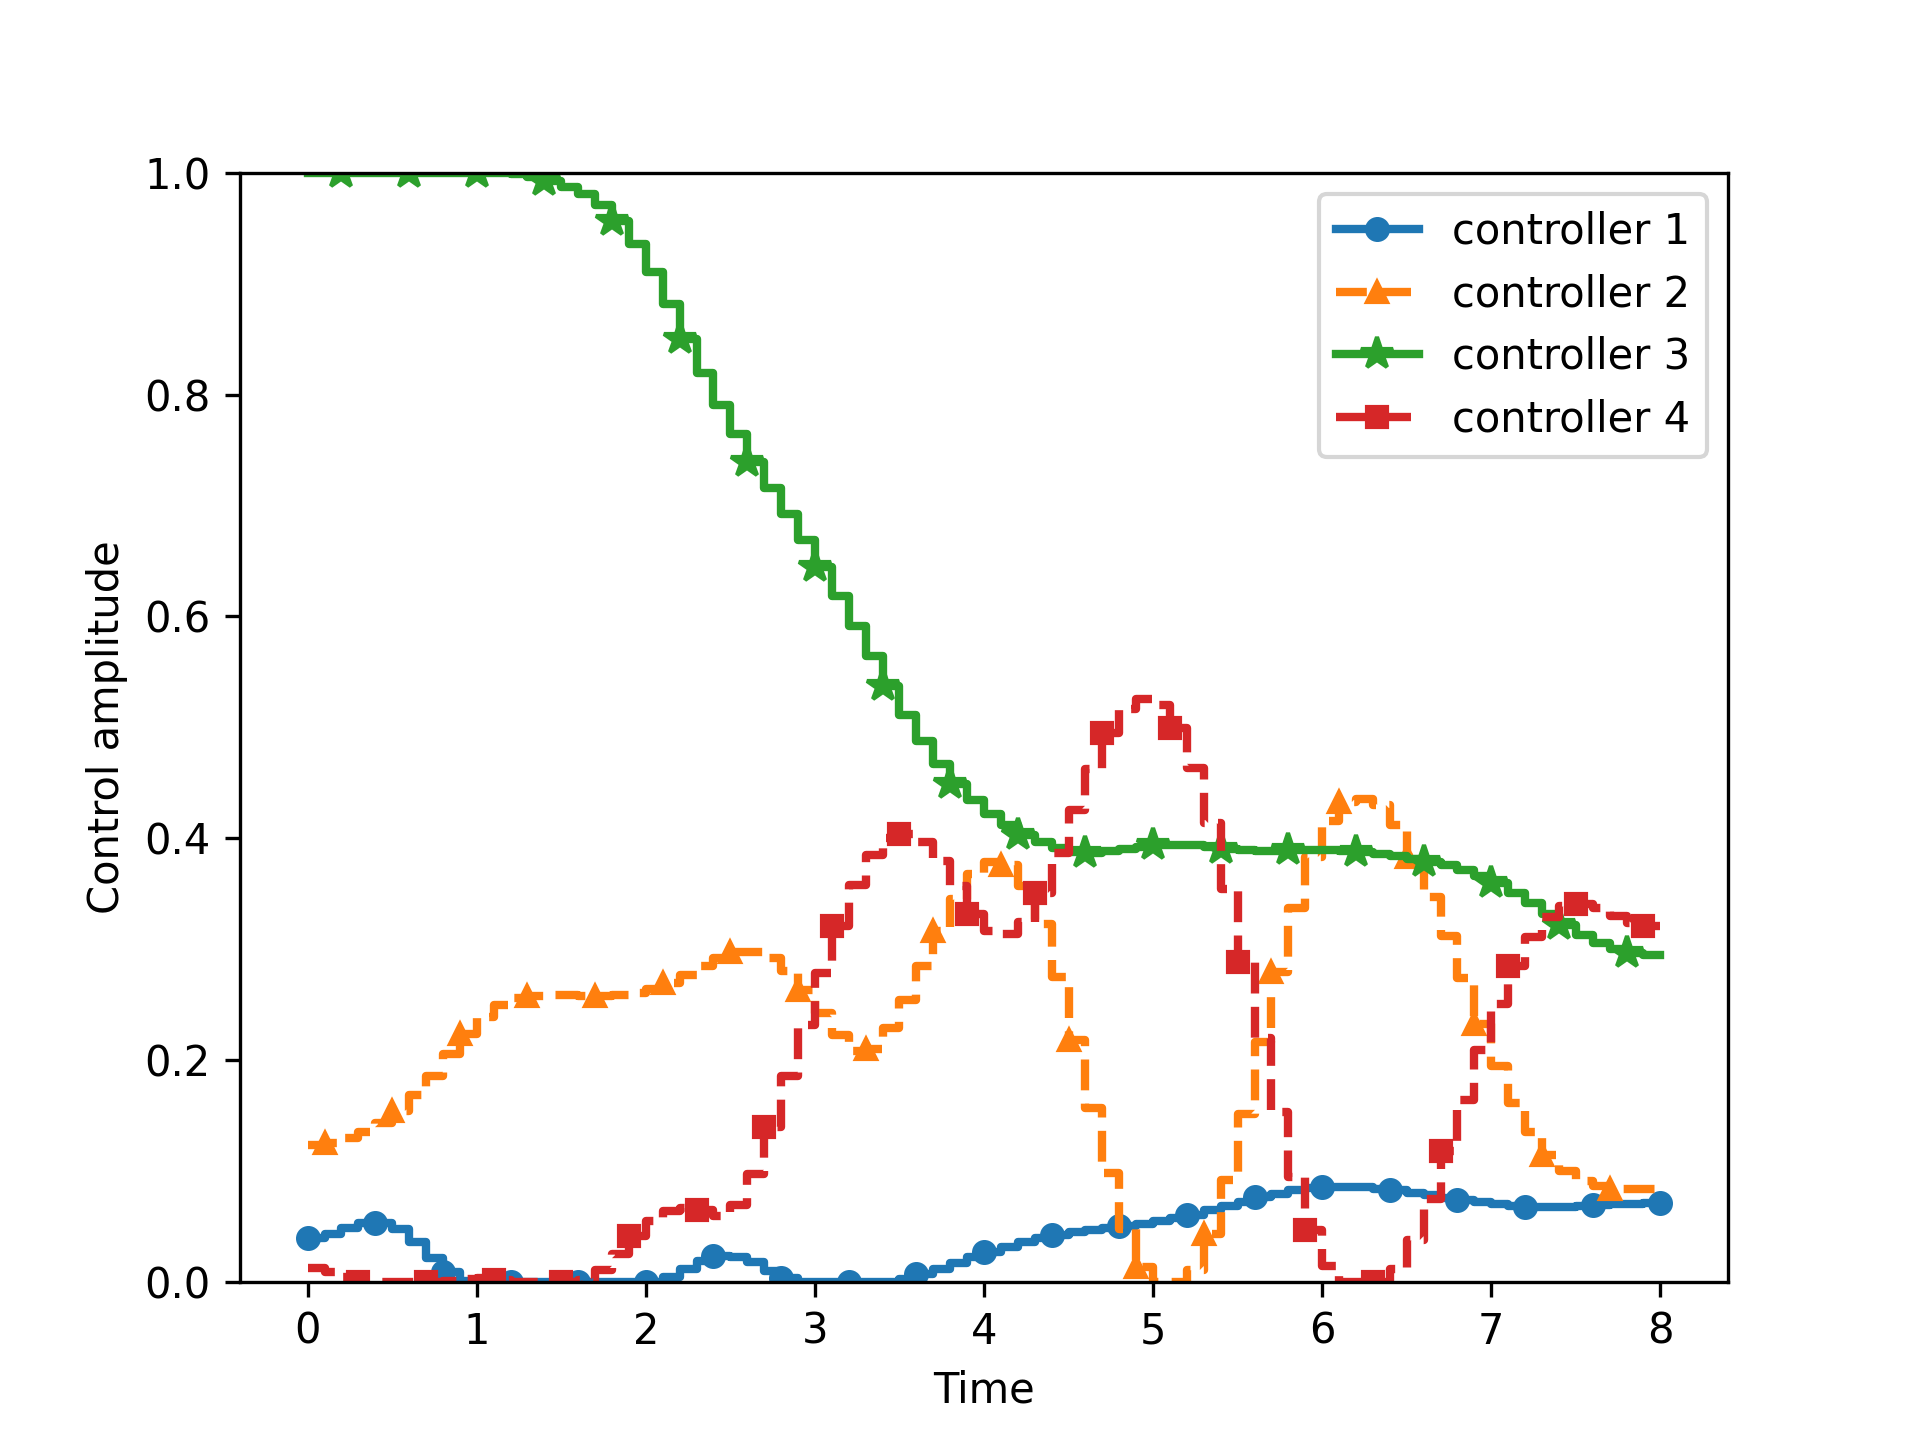 1.0
0.8
0.6
0.4
0.2
0.0
Control amplitude
controller 1
controller 2
controller 3
controller 4
0 1 2 3 4 5 6 7 8
Time